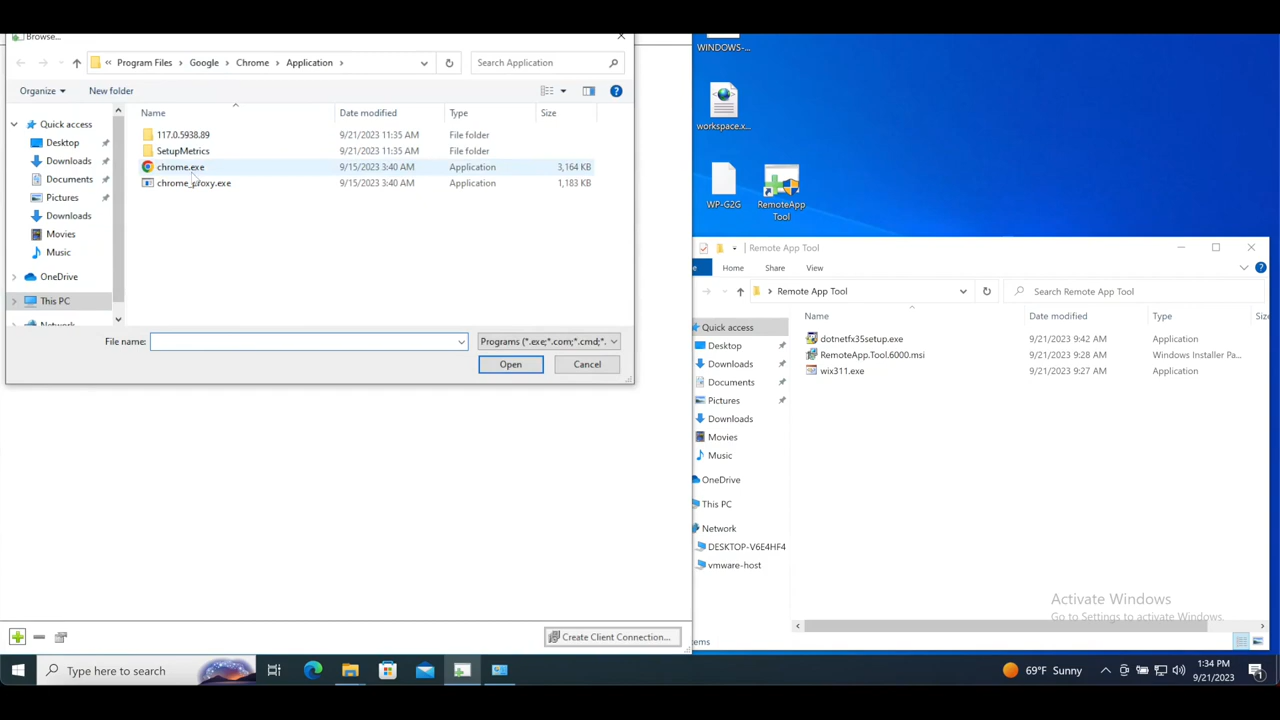 Browse...
Program Files
Google
Chrome
Application
Search Application
Organize
New folder
Name
Date modified
Type
Size
Quick access
Desktop
Downloads
Documents
Pictures
Downloads
Movies
Music
OneDrive
This PC
Network
117.0.5938.89 9/21/2023 11:35 AM File folder
SetupMetrics 9/21/2023 11:35 AM File folder
chrome.exe 9/15/2023 3:40 AM Application 3,164 KB
chrome_proxy.exe 9/15/2023 3:40 AM Application 1,183 KB
File name:
Programs (*.exe;*.com;*.cmd;*.
Open
Cancel
Create Client Connection...
WINDOWS-...
workspace.x...
WP-G2G
RemoteApp
Tool
Remote App Tool
Home
Share
View
Remote App Tool
Search Remote App Tool
Name
Date modified
Type
Siz
Quick access
Desktop
Downloads
Documents
Pictures
Downloads
Movies
Music
OneDrive
This PC
Network
DESKTOP-V6E4HF4
vmware-host
dotnetfx35setup.exe 9/21/2023 9:42 AM Application
RemoteApp.Tool.6000.msi 9/21/2023 9:28 AM Windows Installer Pa...
wix311.exe 9/21/2023 9:27 AM Application
Activate Windows
Go to Settings to activate Windows.
ems
Type here to search
69°F Sunny
1:34 PM
9/21/2023
1